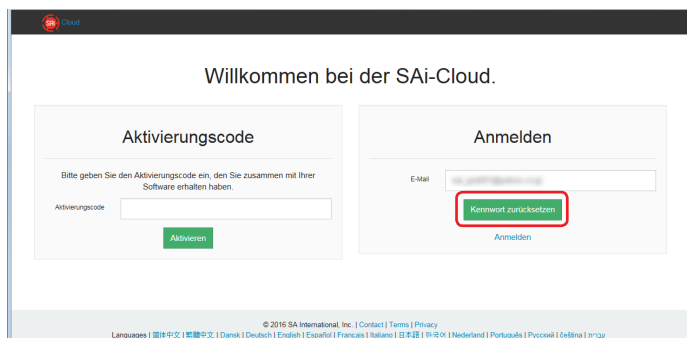 SAi Cloud
Willkommen bei der SAi-Cloud.
Aktivierungscode
Bitte geben Sie den Aktivierungscode ein, den Sie zusammen mit Ihrer
Software erhalten haben.
Aktivierungscode
Aktivieren
Anmelden
E-Mail
Kennwort zurücksetzen
Anmelden
© 2016 SA International, Inc. | Contact | Terms | Privacy
Languages | 简体中文 | 繁體中文 | Dansk | Deutsch | English | Español | Français | Italiano | 日本語 | 한국어 | Nederland | Português | Русский | čeština | עברית